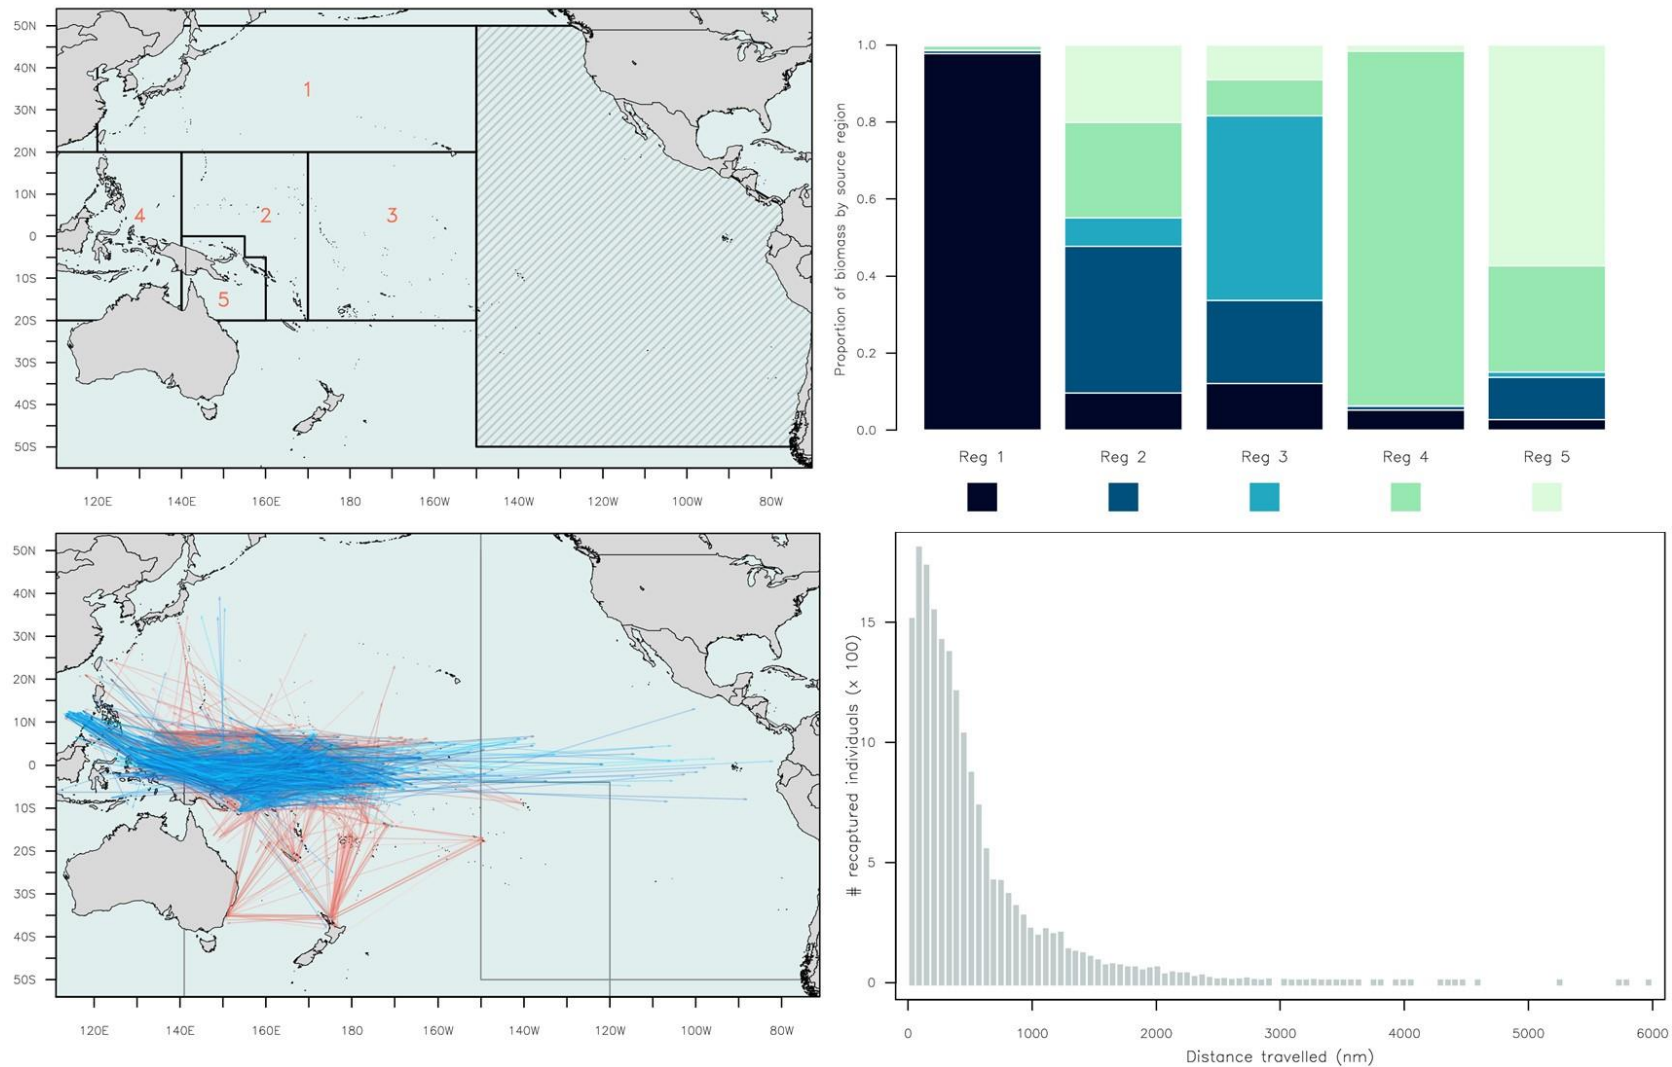 50N
40N
30N
20N
10N
0
10S
20S
30S
40S
50S
1
2
3
4
5
120E 140E 160E 180 160W 140W 120W 100W 80W
Proportion of biomass by source region
1.0
0.8
0.6
0.4
0.2
0.0
Reg 1 Reg 2 Reg 3 Reg 4 Reg 5
50N
40N
30N
20N
10N
0
10S
20S
30S
40S
50S
120E 140E 160E 180 160W 140W 120W 100W 80W
# recaptured individuals (x 100)
15
10
5
0
0 1000 2000 3000 4000 5000 6000
Distance travelled (nm)